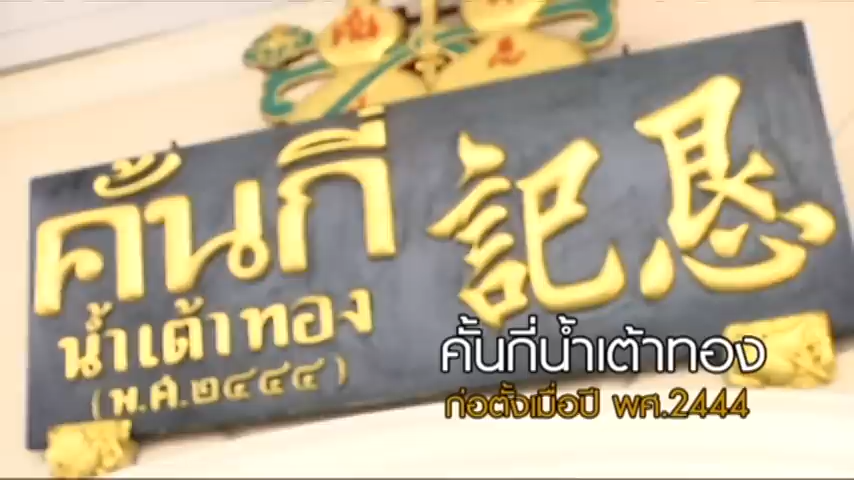 คั้นกี่
記恳
น้ำเต้าทอง
(พ.ศ.๒๔๔๔)
คั้นกี่น้ำเต้าทอง
ก่อตั้งเมื่อปี พศ.2444